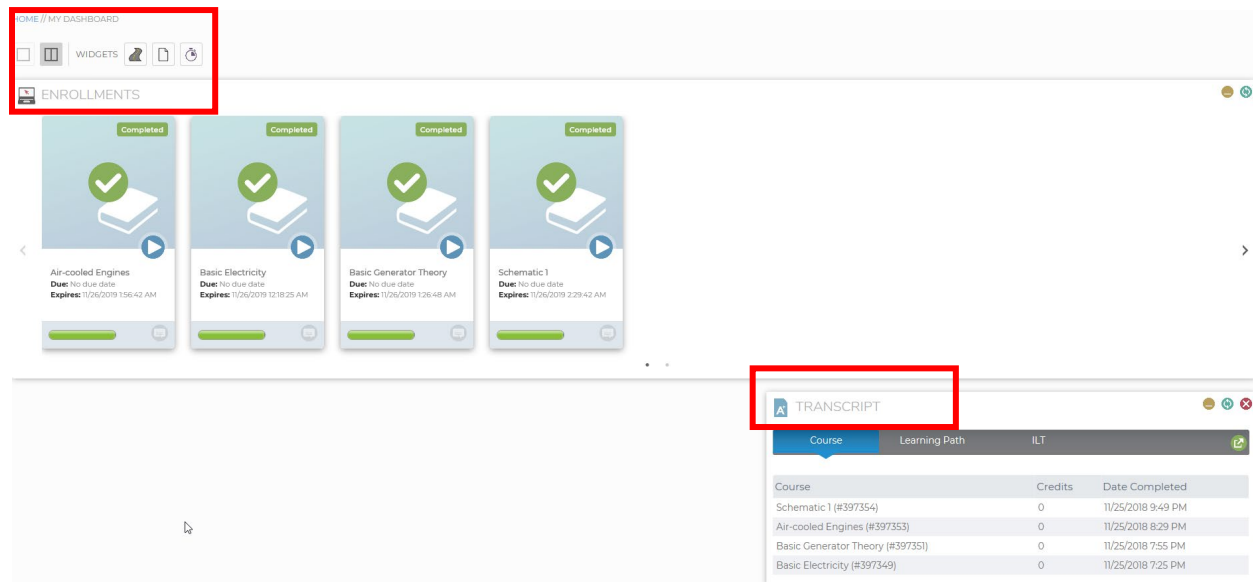 HOME // MY DASHBOARD
WIDGETS
ENROLLMENTS
Completed Completed Completed Completed
Air-cooled Engines
Due: No due date
Expires: 11/26/2019 1:56:42 AM
Basic Electricity
Due: No due date
Expires: 11/26/2019 12:18:25 AM
Basic Generator Theory
Due: No due date
Expires: 11/26/2019 1:26:48 AM
Schematic 1
Due: No due date
Expires: 11/26/2019 2:29:42 AM
TRANSCRIPT
Course Learning Path ILT
Course Credits Date Completed
Schematic 1 (#397354) 0 11/25/2018 9:49 PM
Air-cooled Engines (#397353) 0 11/25/2018 8:29 PM
Basic Generator Theory (#397351) 0 11/25/2018 7:55 PM
Basic Electricity (#397349) 0 11/25/2018 7:25 PM